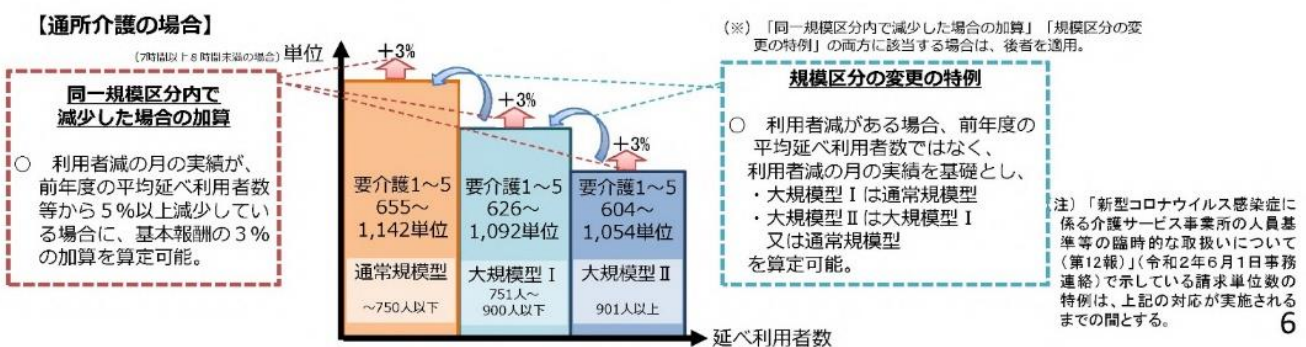 【通所介護の場合】
(7時間以上8時間未満の場合)
単位
同一規模区分内で
減少した場合の加算
○ 利用者減の月の実績が、
前年度の平均延べ利用者数
等から5%以上減少してい
る場合に、基本報酬の3%
の加算を算定可能。
+3%
+3%
+3%
要介護1~5
655~
1,142単位
通常規模型
~750人以下
要介護1~5
626~
1,092単位
大規模型Ⅰ
751人~
900人以下
要介護1~5
604~
1,054単位
大規模型Ⅱ
901人以上
延べ利用者数
(※) 「同一規模区分内で減少した場合の加算」「規模区分の変
更の特例」の両方に該当する場合は、後者を適用。
規模区分の変更の特例
○ 利用者減がある場合、前年度の
平均延べ利用者数ではなく、
利用者減の月の実績を基礎とし、
・大規模型Ⅰは通常規模型
・大規模型Ⅱは大規模型Ⅰ
又は通常規模型
を算定可能。
注)「新型コロナウイルス感染症に
係る介護サービス事業所の人員基
準等の臨時的な取扱いについて
(第12報)」(令和2年6月1日事務
連絡)で示している請求単位数の
特例は、上記の対応が実施される
までの間とする。
6